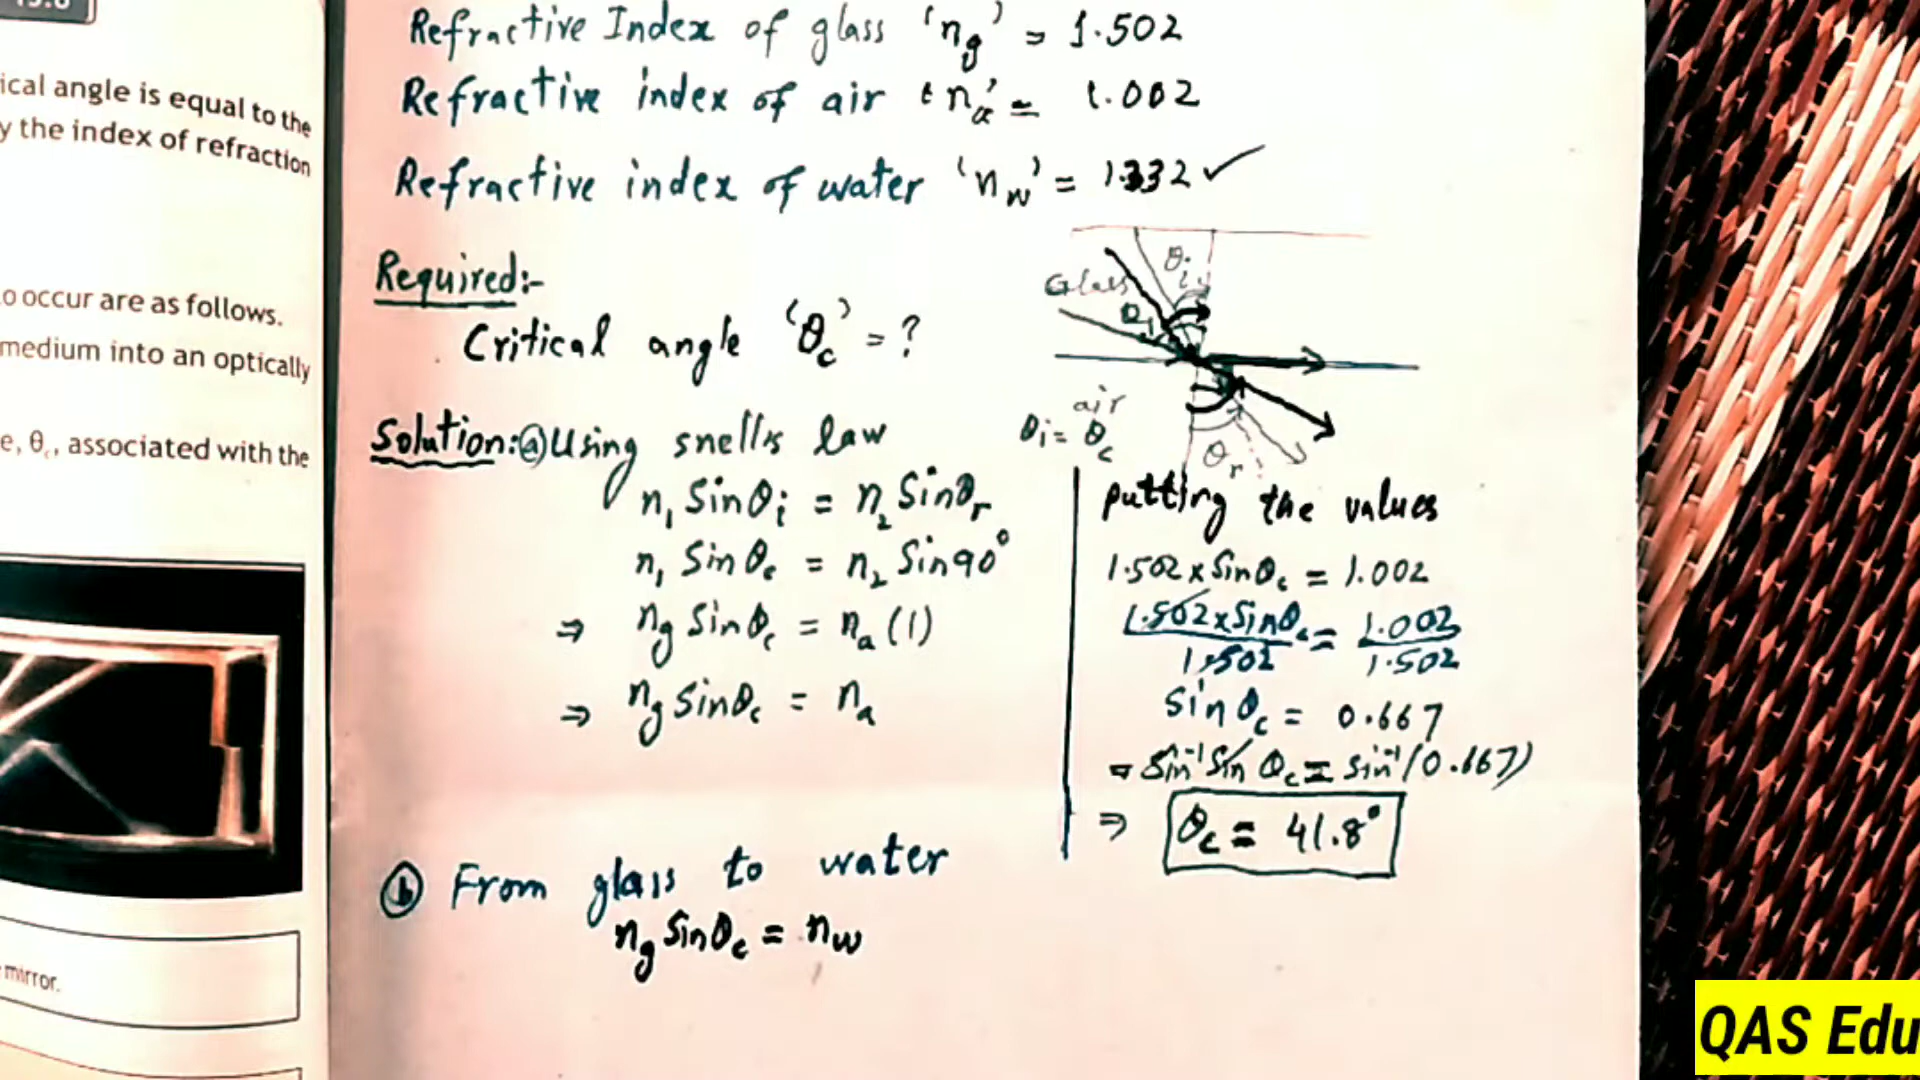 ical angle is equal to the
y the index of refraction
o occur are as follows.
medium into an optically
e, θc, associated with the
mirror.
Refractive Index of glass 'ng' = 1.502
Refractive index of air 'na' = 1.002
Refractive index of water 'nw' = 1.332 ✓
Required:-
Critical angle 'θc' = ?
Glass
θi
air
θi = θc
θr
Solution:- ⓐ Using snell's law
n₁ Sinθi = n₂ Sinθr
n₁ Sinθc = n₂ Sin90°
⇒ ng Sinθc = na (1)
⇒ ng Sinθc = na
putting the values
1.502 x Sinθc = 1.002
1.502 x Sinθc / 1.502 = 1.002 / 1.502
Sinθc = 0.667
⇒ Sin⁻¹ Sin θc = Sin⁻¹ (0.667)
⇒ θc = 41.8°
ⓑ From glass to water
ng Sinθc = nw
QAS Edu